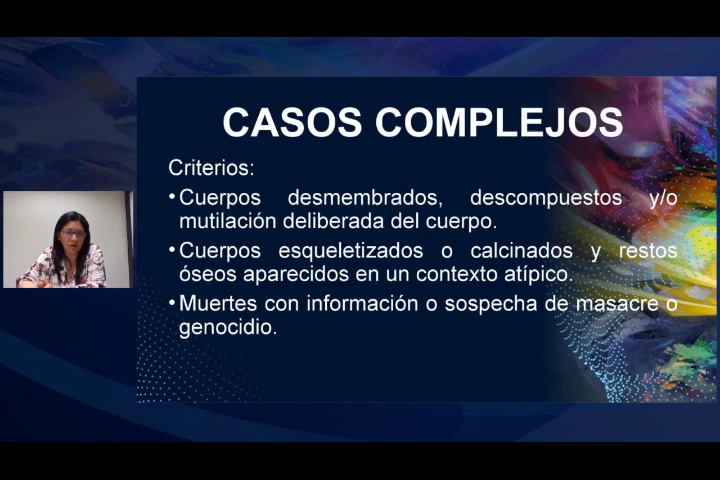 CASOS COMPLEJOS
Criterios:
•Cuerpos desmembrados, descompuestos y/o
mutilación deliberada del cuerpo.
•Cuerpos esqueletizados o calcinados y restos
óseos aparecidos en un contexto atípico.
•Muertes con información o sospecha de masacre o
genocidio.